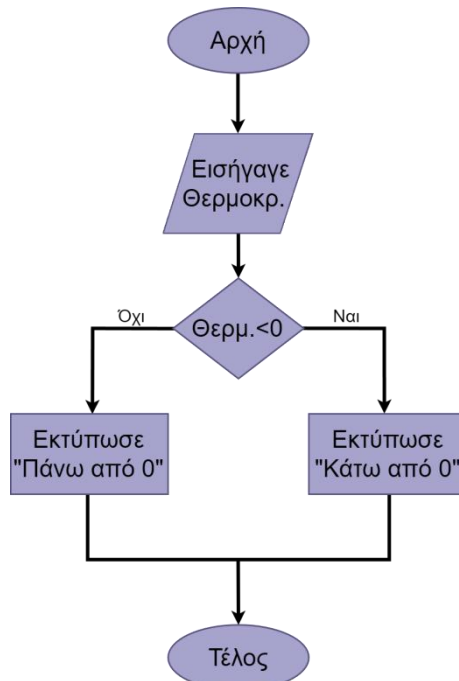 Αρχή
Εισήγαγε
Θερμοκρ.
Όχι
Θερμ.<0
Ναι
Εκτύπωσε
"Πάνω από 0"
Εκτύπωσε
"Κάτω από 0"
Τέλος